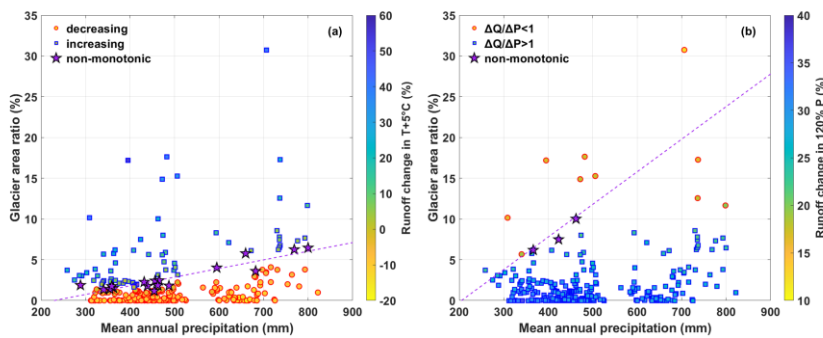 (a)
decreasing
increasing
non-monotonic
Glacier area ratio (%)
35
30
25
20
15
10
5
0
200 300 400 500 600 700 800 900
Mean annual precipitation (mm)
60
50
40
30
20
10
0
-10
-20
Runoff change in T+5°C (%)
(b)
ΔQ/ΔP<1
ΔQ/ΔP>1
non-monotonic
Glacier area ratio (%)
35
30
25
20
15
10
5
0
200 300 400 500 600 700 800 900
Mean annual precipitation (mm)
40
35
30
25
20
15
10
Runoff change in 120% P (%)